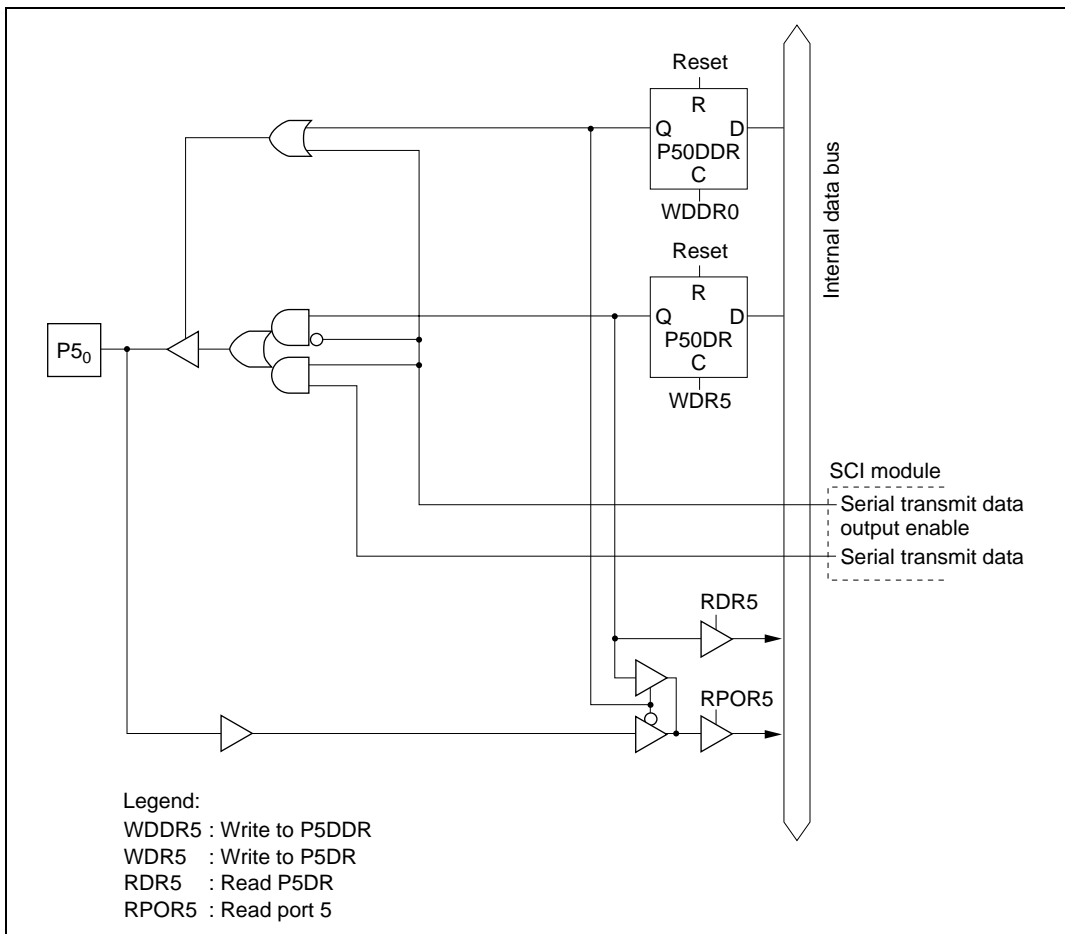 Reset
R
Q D
P50DDR
C
WDDR0
Reset
R
Q D
P50DR
C
WDR5
Internal data bus
P5₀
SCI module
Serial transmit data
output enable
Serial transmit data
RDR5
RPOR5
Legend:
WDDR5 : Write to P5DDR
WDR5 : Write to P5DR
RDR5 : Read P5DR
RPOR5 : Read port 5